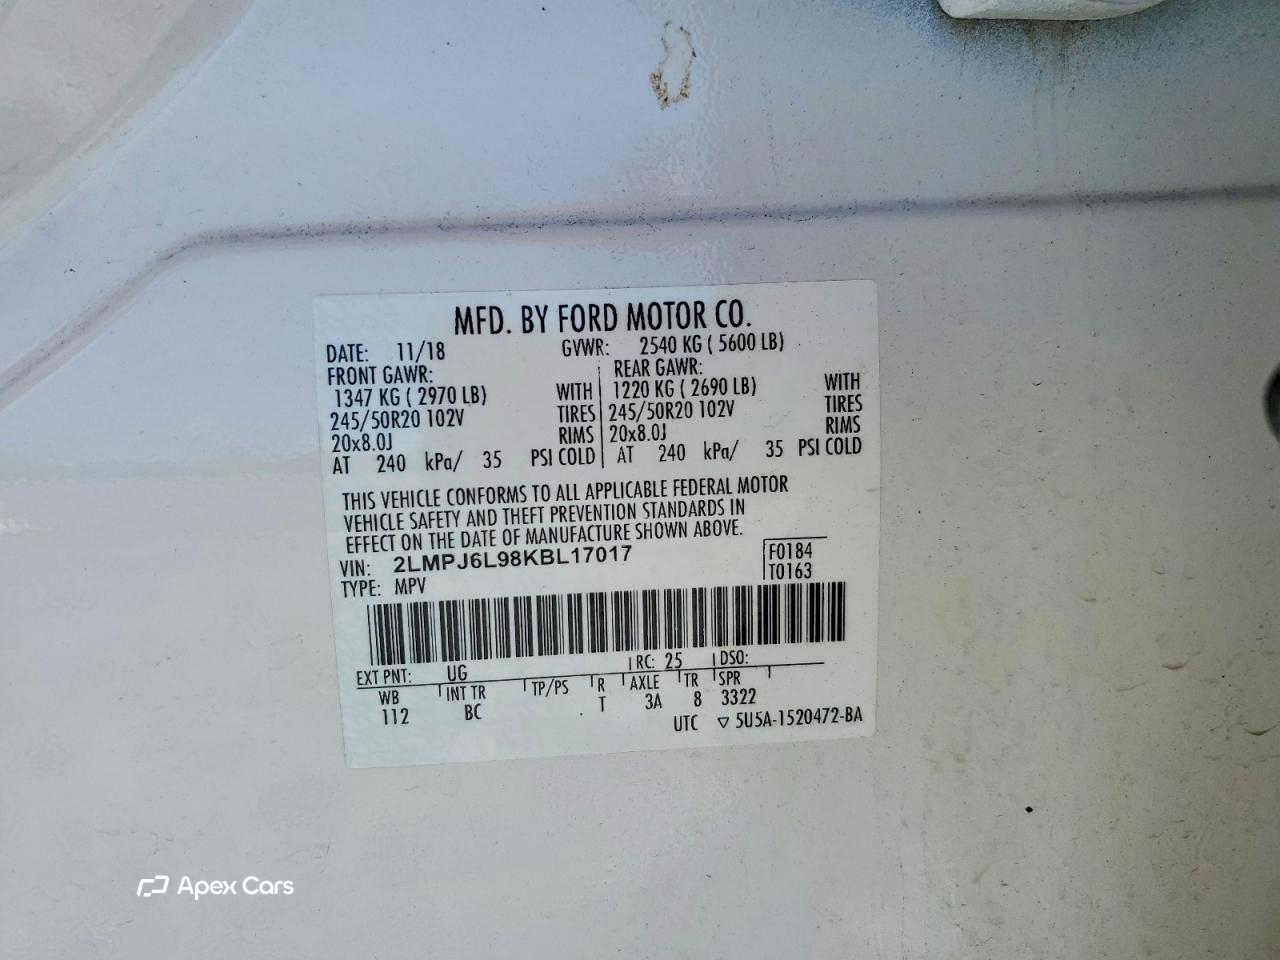 MFD. BY FORD MOTOR CO.
DATE: 11/18 GVWR: 2540 KG ( 5600 LB)
FRONT GAWR: REAR GAWR:
1347 KG ( 2970 LB) WITH 1220 KG ( 2690 LB) WITH
245/50R20 102V TIRES 245/50R20 102V TIRES
20x8.0J RIMS 20x8.0J RIMS
AT 240 kPa/ 35 PSI COLD AT 240 kPa/ 35 PSI COLD
THIS VEHICLE CONFORMS TO ALL APPLICABLE FEDERAL MOTOR
VEHICLE SAFETY AND THEFT PREVENTION STANDARDS IN
EFFECT ON THE DATE OF MANUFACTURE SHOWN ABOVE.
VIN: 2LMPJ6L98KBL17017 F0184
TYPE: MPV T0163
EXT PNT: UG RC: 25 DSO:
WB INT TR TP/PS R AXLE TR SPR
112 BC T 3A 8 3322
UTC ▽ 5U5A-1520472-BA
Apex Cars